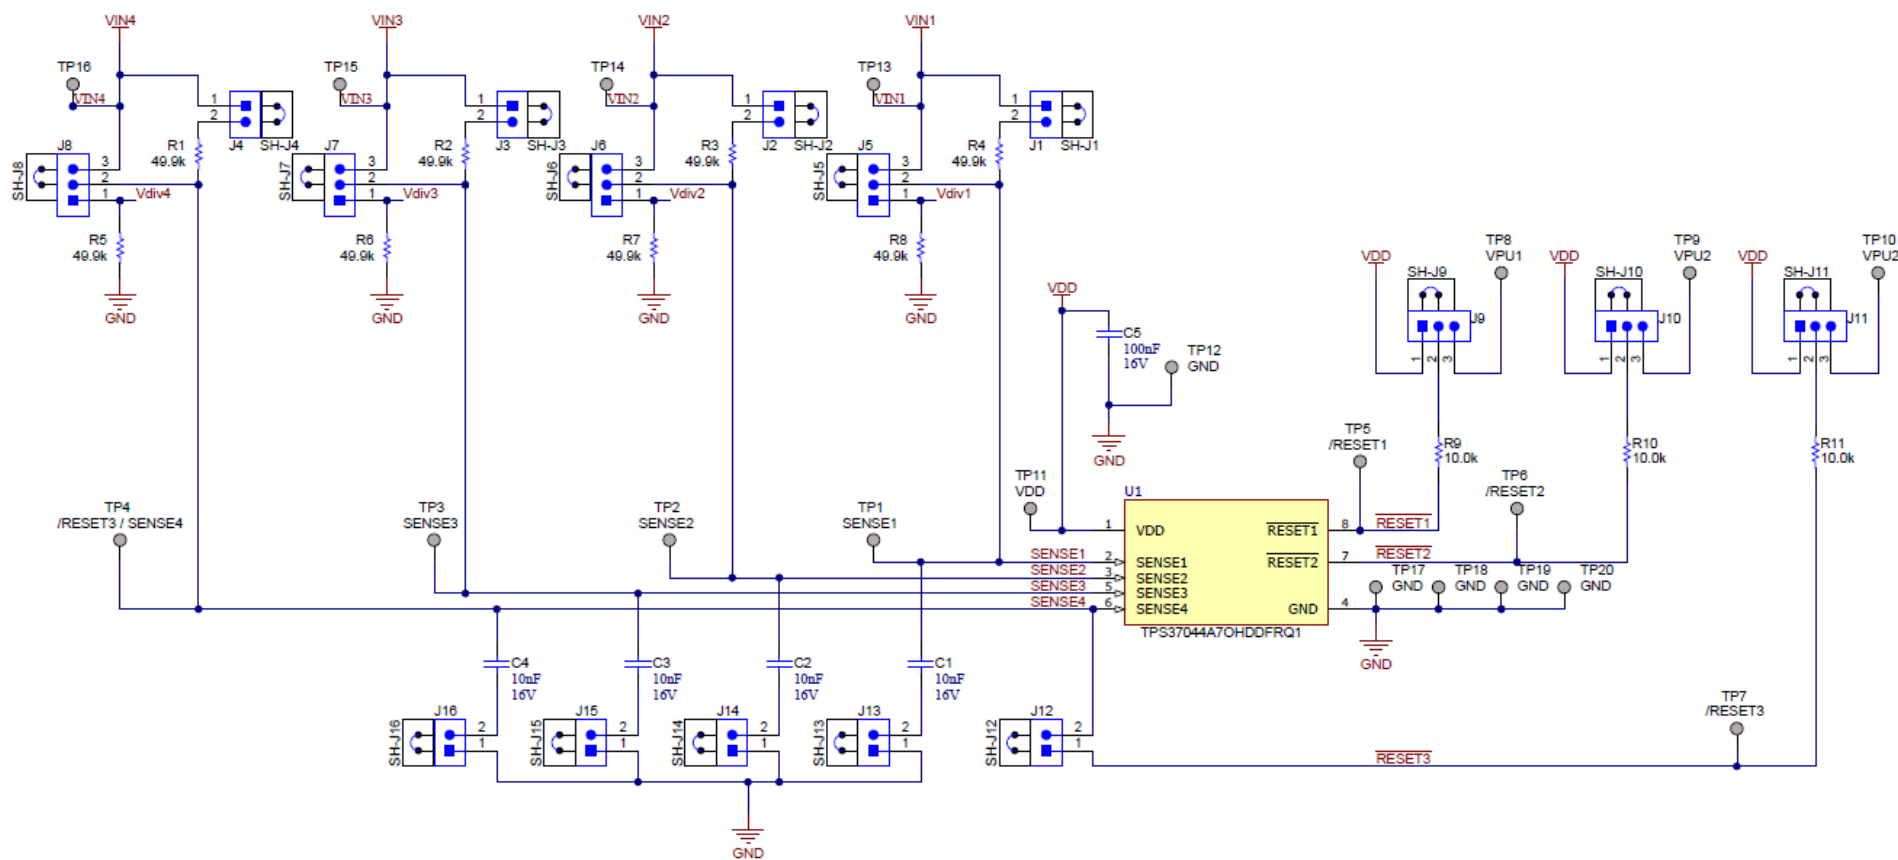 VIN4
VIN3
VIN2
VIN1
TP16
TP15
TP14
TP13
VIN4
VIN3
VIN2
VIN1
1
2
1
2
1
2
1
2
J8
R1
49.9k
J4
SH-J4
J7
R2
49.9k
J3
SH-J3
J6
R3
49.9k
J2
SH-J2
J5
R4
49.9k
J1
SH-J1
SH-J8
3
2
1
Vdiv4
SH-J7
3
2
1
Vdiv3
SH-J6
3
2
1
Vdiv2
SH-J5
3
2
1
Vdiv1
R5
49.9k
R6
49.9k
R7
49.9k
R8
49.9k
GND
GND
GND
GND
VDD
TP8
VPU1
VDD
TP9
VPU2
VDD
TP10
VPU2
SH-J9
SH-J10
SH-J11
J9
J10
J11
1
2
3
1
2
3
1
2
3
VDD
C5
100nF
16V
TP12
GND
GND
TP5
/RESET1
R9
10.0k
R10
10.0k
R11
10.0k
TP11
VDD
TP6
/RESET2
TP4
/RESET3 / SENSE4
TP3
SENSE3
TP2
SENSE2
TP1
SENSE1
U1
1
VDD
RESET1
8
RESET1
SENSE1
2
SENSE1
RESET2
7
RESET2
SENSE2
3
SENSE2
SENSE3
5
SENSE3
SENSE4
6
SENSE4
GND
4
TP17
GND
TP18
GND
TP19
GND
TP20
GND
TPS37044A7OHDDFRQ1
GND
C4
10nF
16V
C3
10nF
16V
C2
10nF
16V
C1
10nF
16V
SH-J16
J16
2
1
SH-J15
J15
2
1
SH-J14
J14
2
1
SH-J13
J13
2
1
SH-J12
J12
2
1
TP7
/RESET3
RESET3
GND